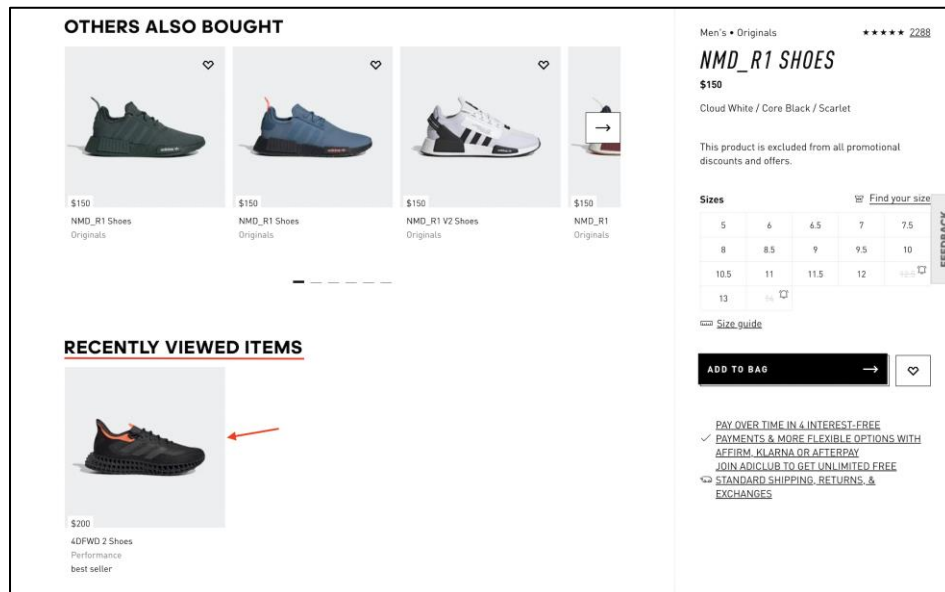 OTHERS ALSO BOUGHT
$150
NMD_R1 Shoes
Originals
$150
NMD_R1 Shoes
Originals
$150
NMD_R1 V2 Shoes
Originals
$150
NMD_R1
Originals
RECENTLY VIEWED ITEMS
$200
4DFWD 2 Shoes
Performance
best seller
Men's • Originals
★★★★★ 2288
NMD_R1 SHOES
$150
Cloud White / Core Black / Scarlet
This product is excluded from all promotional
discounts and offers.
Sizes
Find your size
5 6 6.5 7 7.5
8 8.5 9 9.5 10
10.5 11 11.5 12 12.5
13 14
Size guide
ADD TO BAG
PAY OVER TIME IN 4 INTEREST-FREE
PAYMENTS & MORE FLEXIBLE OPTIONS WITH
AFFIRM, KLARNA OR AFTERPAY
JOIN ADICLUB TO GET UNLIMITED FREE
STANDARD SHIPPING, RETURNS, &
EXCHANGES
FEEDBACK